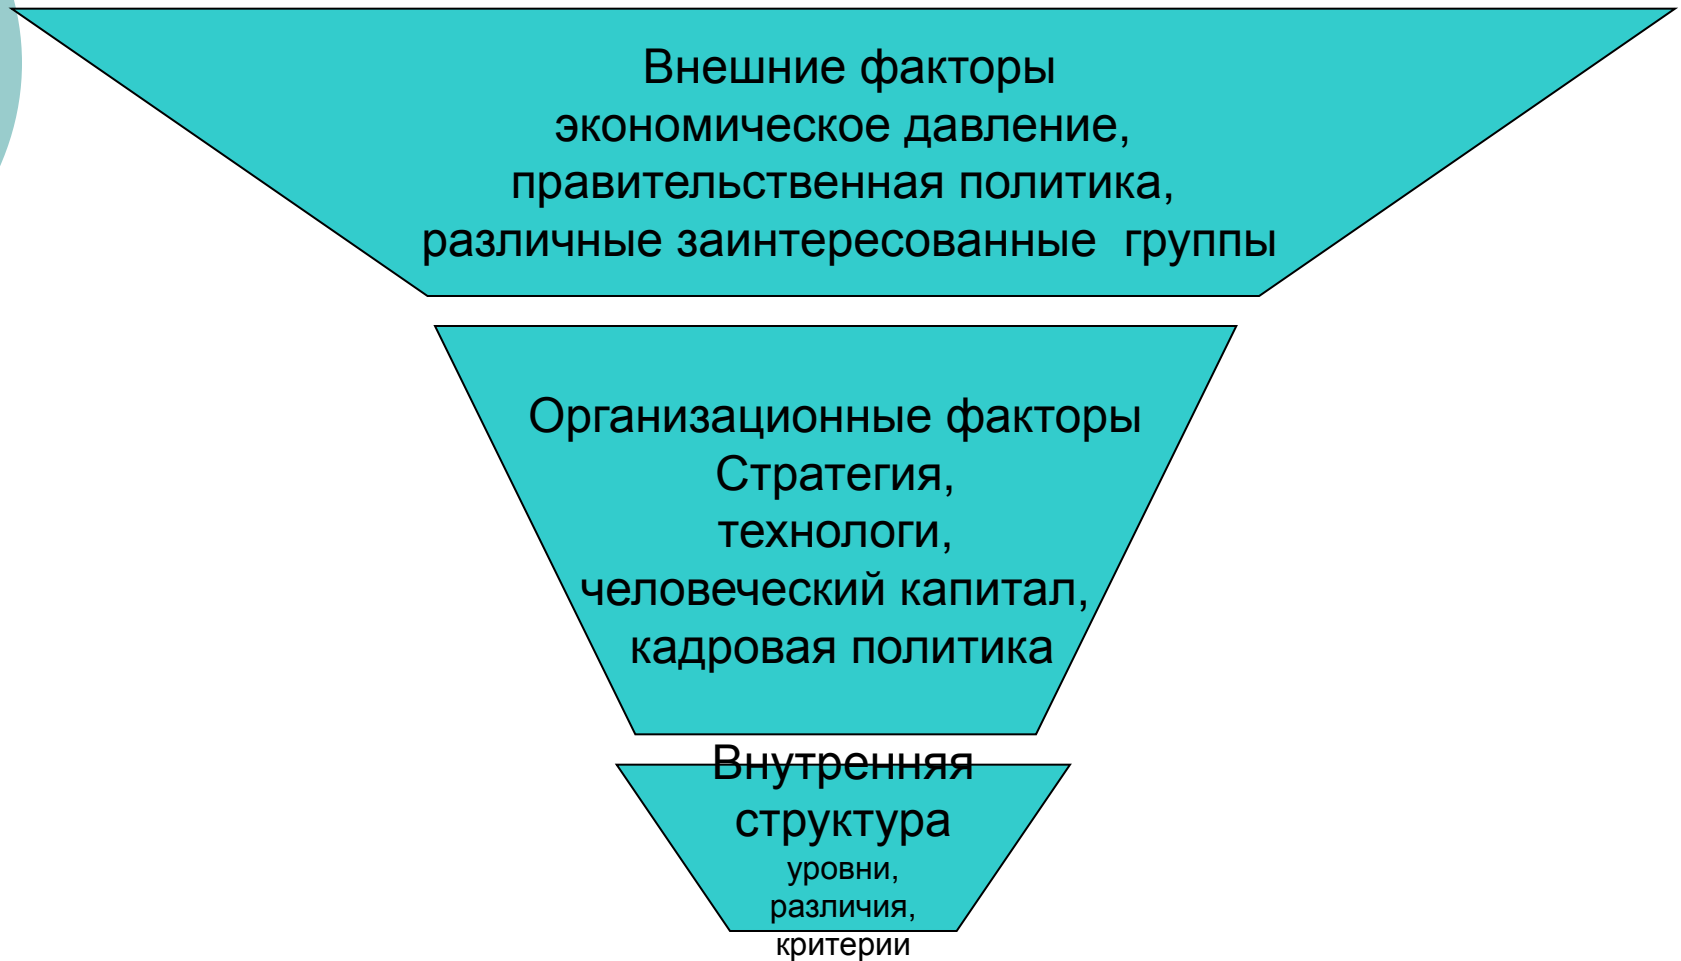 Внешние факторы
экономическое давление,
правительственная политика,
различные заинтересованные группы
Организационные факторы
Стратегия,
технологи,
человеческий капитал,
кадровая политика
Внутренняя
структура
уровни,
различия,
критерии